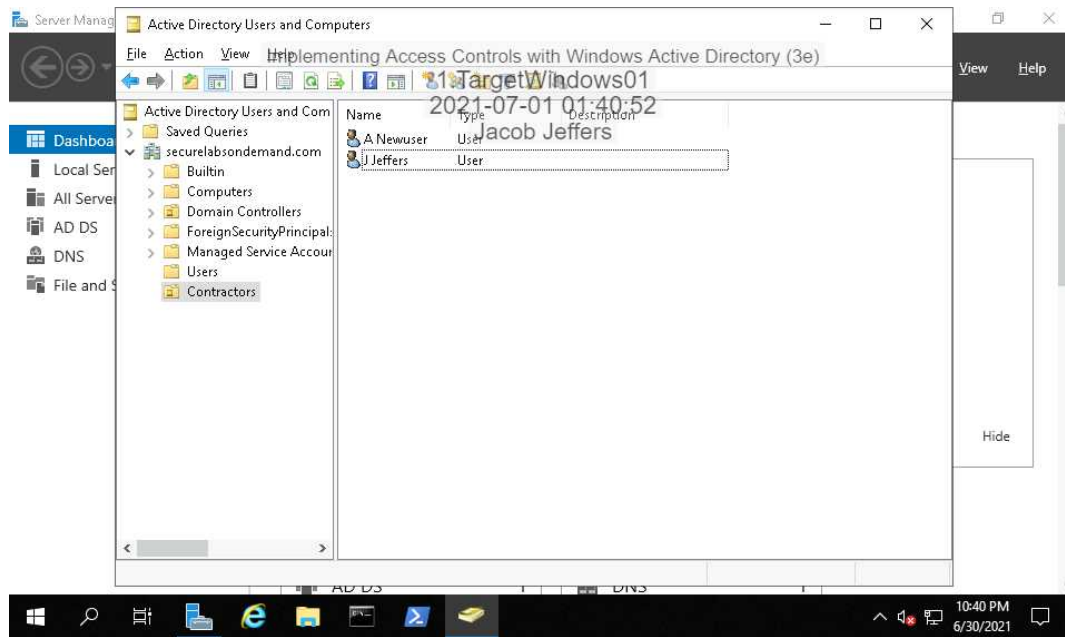 Server Manag
Active Directory Users and Computers
File Action View Help
Implementing Access Controls with Windows Active Directory (3e)
1: TargetWindows01
2021-07-01 01:40:52
Jacob Jeffers
View Help
Active Directory Users and Com
Saved Queries
securelabsondemand.com
Builtin
Computers
Domain Controllers
ForeignSecurityPrincipal:
Managed Service Accour
Users
Contractors
Name Type Description
A Newuser User
J Jeffers User
Dashboa
Local Ser
All Server
AD DS
DNS
File and S
Hide
AD DS 1 DNS 1
10:40 PM
6/30/2021